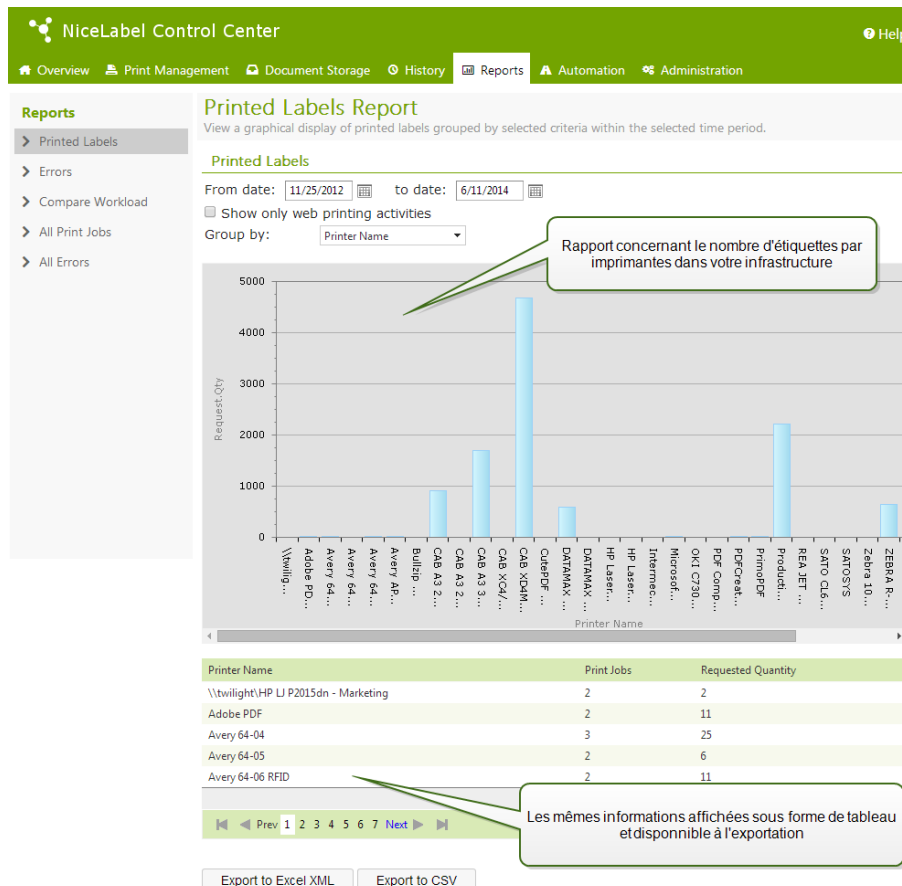 NiceLabel Control Center
Help
Overview Print Management Document Storage History Reports Automation Administration
Reports
Printed Labels
Errors
Compare Workload
All Print Jobs
All Errors
Printed Labels Report
View a graphical display of printed labels grouped by selected criteria within the selected time period.
Printed Labels
From date: 11/25/2012 to date: 6/11/2014
Show only web printing activities
Group by: Printer Name
Rapport concernant le nombre d'étiquettes par
imprimantes dans votre infrastructure
5000
4000
3000
2000
1000
0
Request.Qty
\\twilig...
Adobe PD...
Avery 64...
Avery 64...
Avery 64...
Avery AP...
Bullzip ...
CAB A3 2...
CAB A3 2...
CAB A3 3...
CAB XC4/...
CAB XD4M...
CutePDF ...
DATAMAX ...
DATAMAX ...
HP Laser...
HP Laser...
Intermec...
Microsof...
OKI C730...
PDF Comp...
PDFCreat...
PrimoPDF
Producti...
REA JET ...
SATO CL6...
SATOSYS
Zebra 10...
ZEBRA R-...
Printer Name
Printer Name Print Jobs Requested Quantity
\\twilight\HP LJ P2015dn - Marketing 2 2
Adobe PDF 2 11
Avery 64-04 3 25
Avery 64-05 2 6
Avery 64-06 RFID 2 11
Les mêmes informations affichées sous forme de tableau
et disponnible à l'exportation
Prev 1 2 3 4 5 6 7 Next
Export to Excel XML Export to CSV